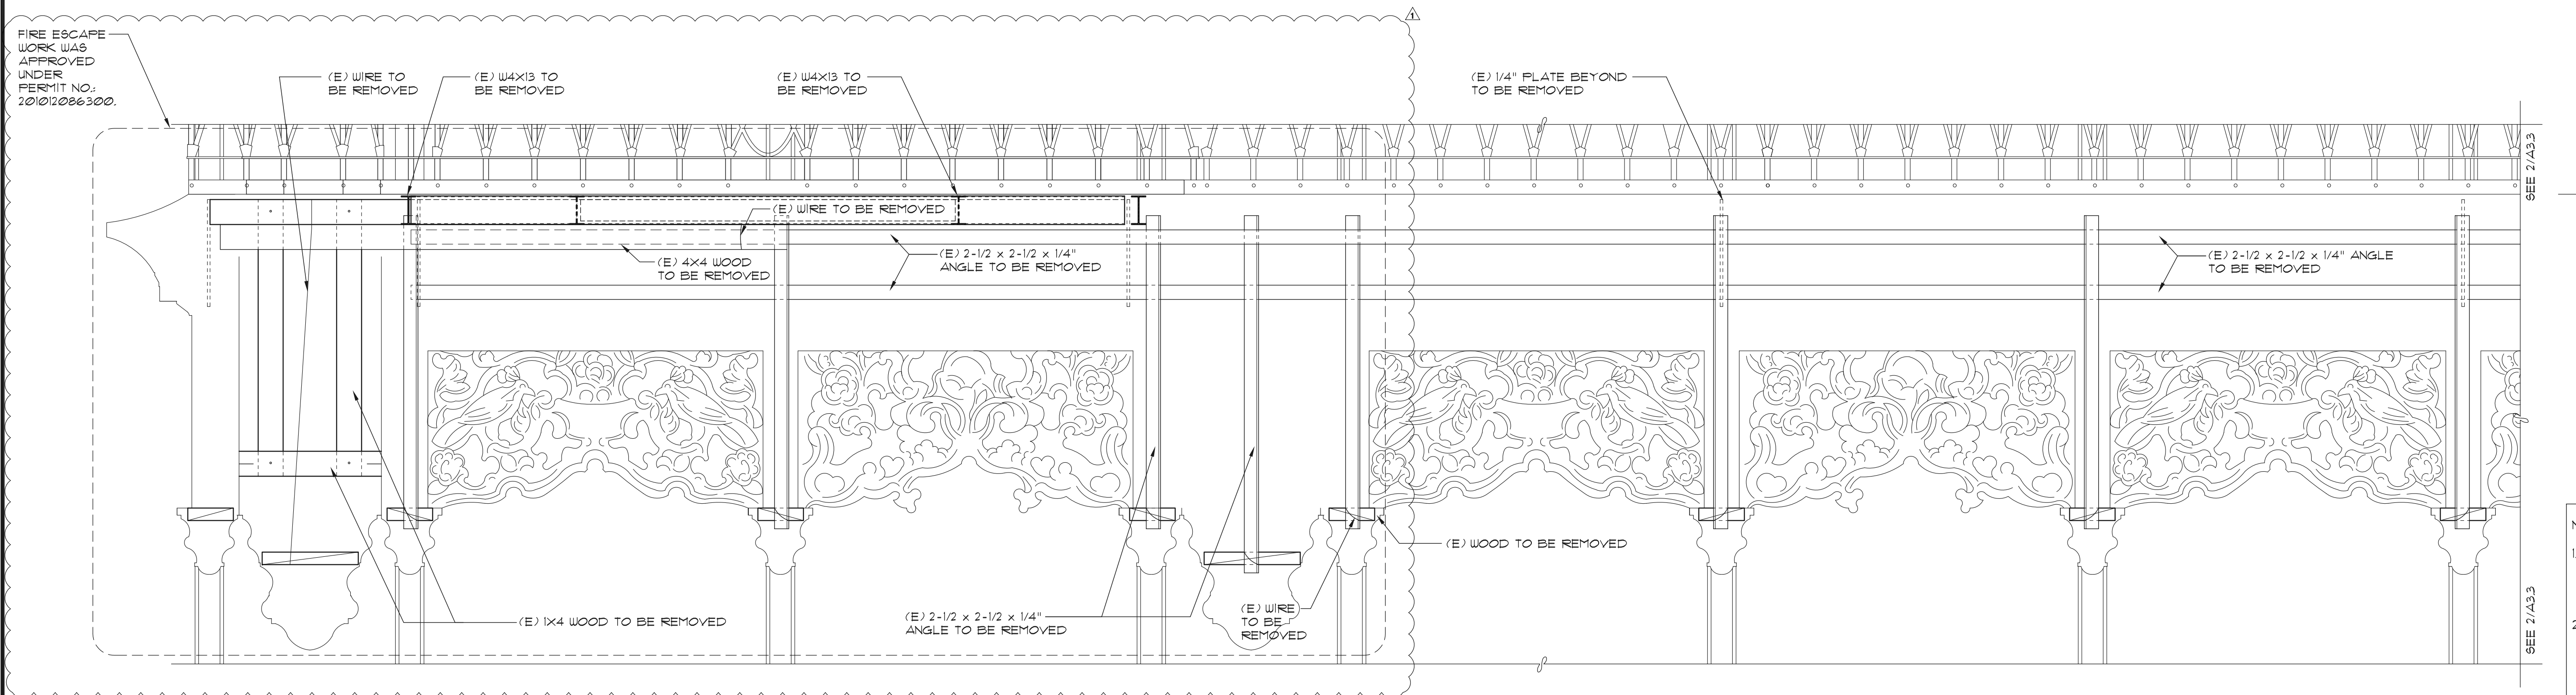 FIRE ESCAPE
WORK WAS
APPROVED
UNDER
PERMIT NO.:
201012086300.
(E) WIRE TO
BE REMOVED
(E) W4X13 TO
BE REMOVED
(E) W4X13 TO
BE REMOVED
1
(E) 1/4" PLATE BEYOND
TO BE REMOVED
SEE 2/A3.3
(E) WIRE TO BE REMOVED
(E) 4X4 WOOD
TO BE REMOVED
(E) 2-1/2 x 2-1/2 x 1/4"
ANGLE TO BE REMOVED
(E) 2-1/2 x 2-1/2 x 1/4" ANGLE
TO BE REMOVED
(E) 1X4 WOOD TO BE REMOVED
(E) 2-1/2 x 2-1/2 x 1/4"
ANGLE TO BE REMOVED
(E) WIRE
TO BE
REMOVED
(E) WOOD TO BE REMOVED
SEE 2/A3.3